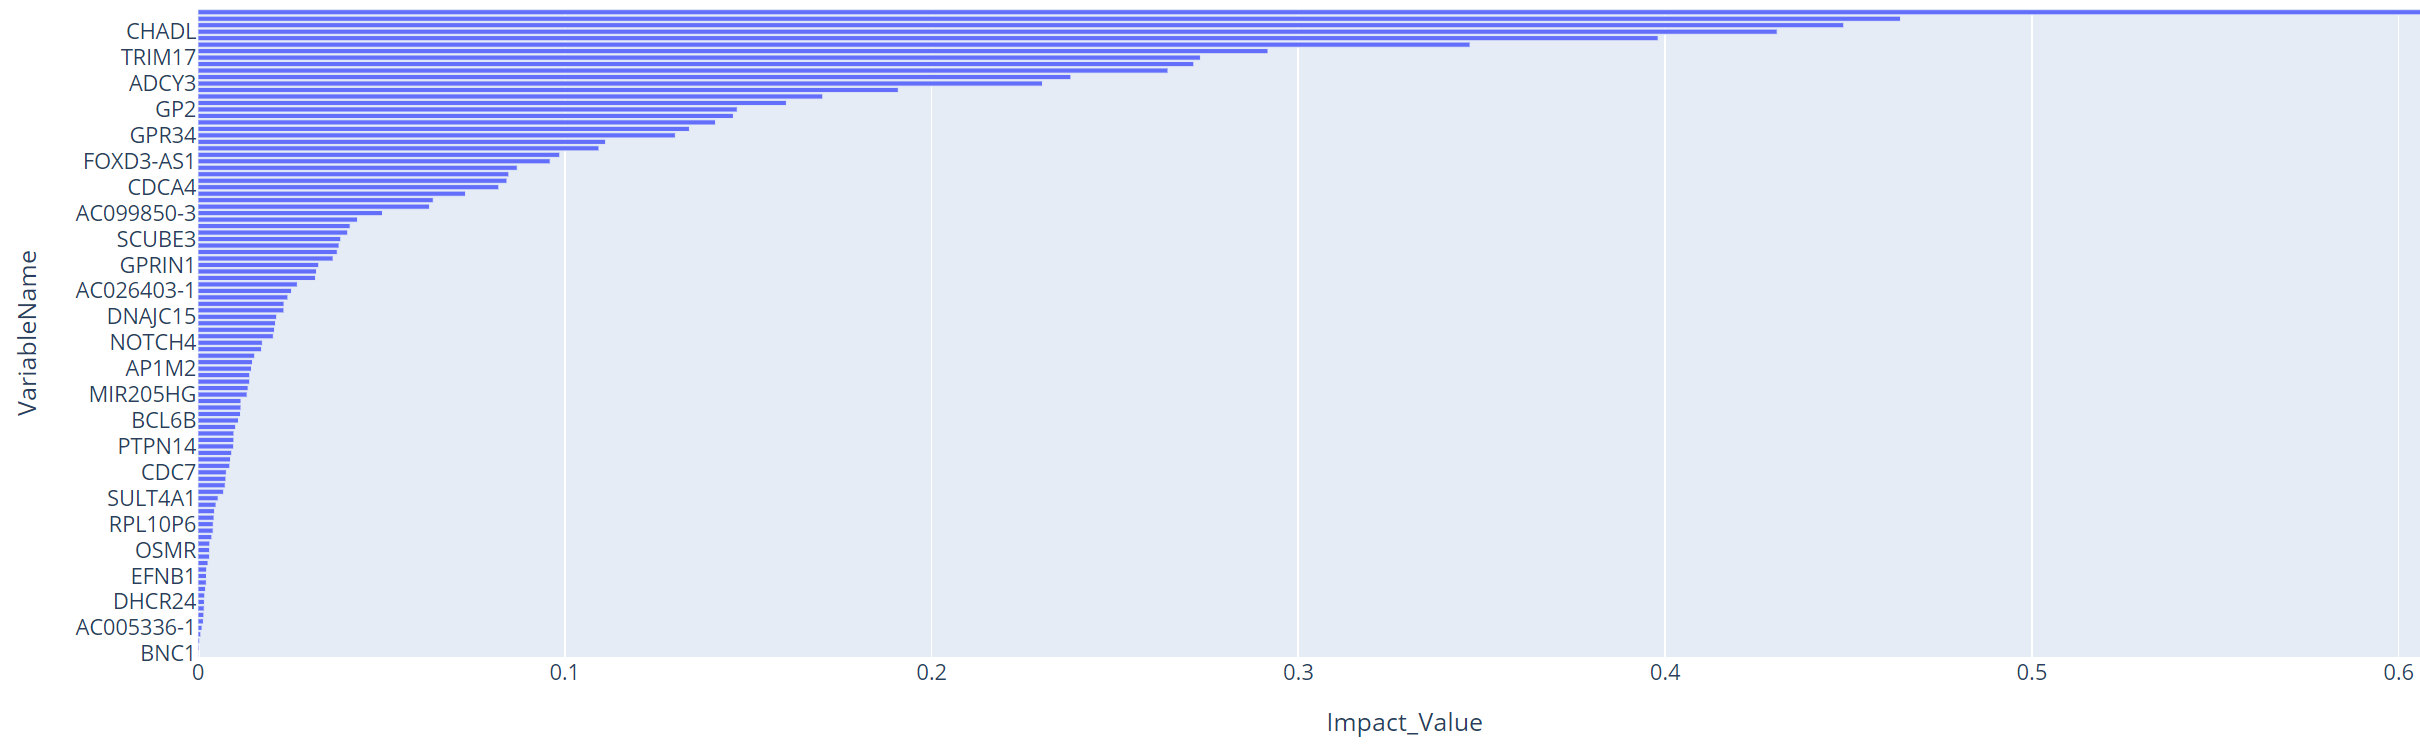 VariableName
CHADL
TRIM17
ADCY3
GP2
GPR34
FOXD3-AS1
CDCA4
AC099850-3
SCUBE3
GPRIN1
AC026403-1
DNAJC15
NOTCH4
AP1M2
MIR205HG
BCL6B
PTPN14
CDC7
SULT4A1
RPL10P6
OSMR
EFNB1
DHCR24
AC005336-1
BNC1
0 0.1 0.2 0.3 0.4 0.5 0.6
Impact_Value